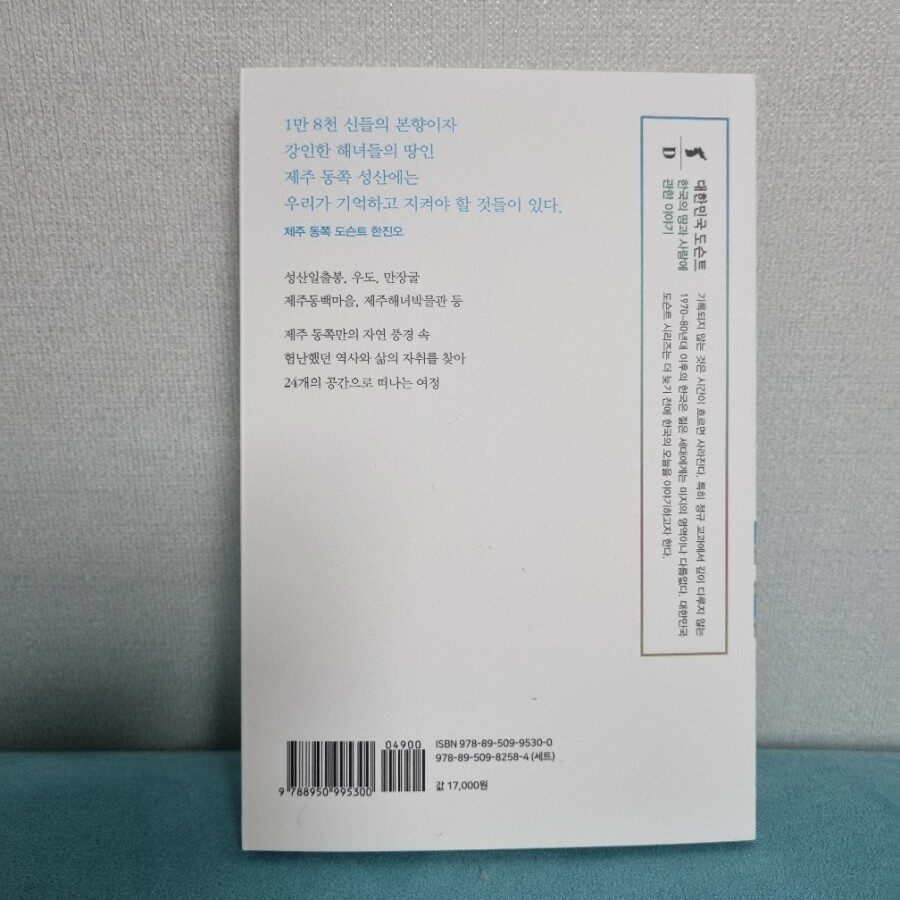 1만 8천 신들의 본향이자
강인한 해녀들의 땅인
제주 동쪽 성산에는
우리가 기억하고 지켜야 할 것들이 있다.
제주 동쪽 도슨트 한진오
성산일출봉, 우도, 만장굴
제주동백마을, 제주해녀박물관 등
제주 동쪽만의 자연 풍경 속
험난했던 역사와 삶의 자취를 찾아
24개의 공간으로 떠나는 여정
D
대한민국 도슨트
한국의 땅과 사람에
관한 이야기
기록되지 않는 것은 시간이 흐르면 사라진다. 특히 정규 교과에서 깊이 다루지 않는
1970~80년대 이후의 한국은 젊은 세대에게는 미지의 영역이나 다름없다. 대한민국
도슨트 시리즈는 더 늦기 전에 한국의 오늘을 이야기하고자 한다.
04900
9 788950 995300
ISBN 978-89-509-9530-0
978-89-509-8258-4 (세트)
값 17,000원